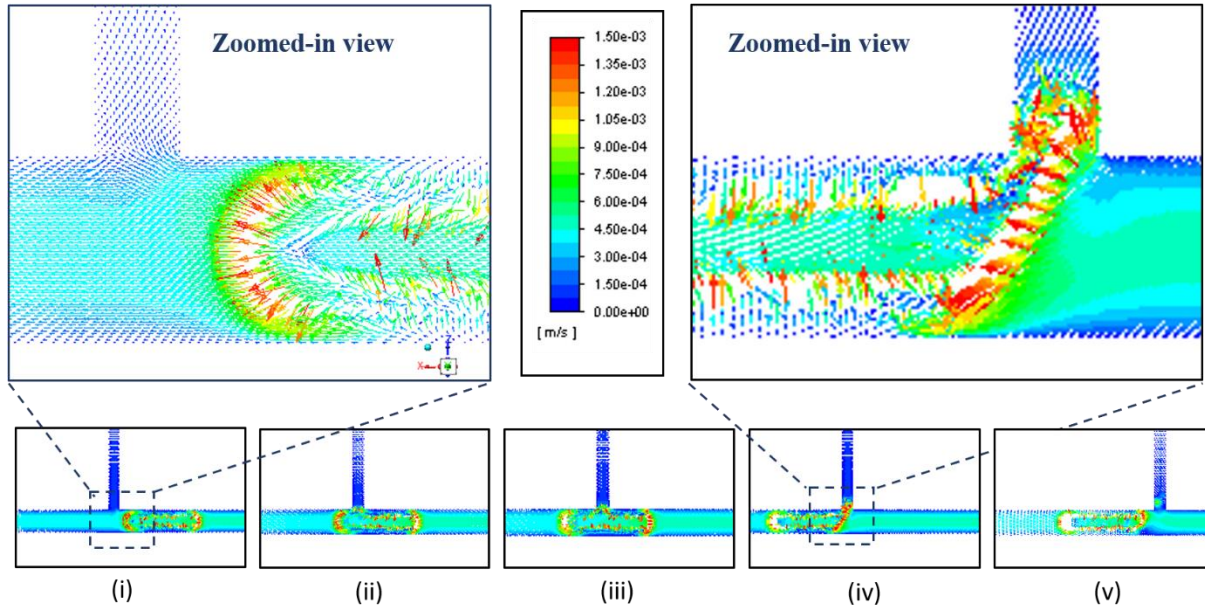 Zoomed-in view
1.50e-03
1.35e-03
1.20e-03
1.05e-03
9.00e-04
7.50e-04
6.00e-04
4.50e-04
3.00e-04
1.50e-04
0.00e+00
[ m/s ]
Zoomed-in view
Z
X
(i)
(ii)
(iii)
(iv)
(v)